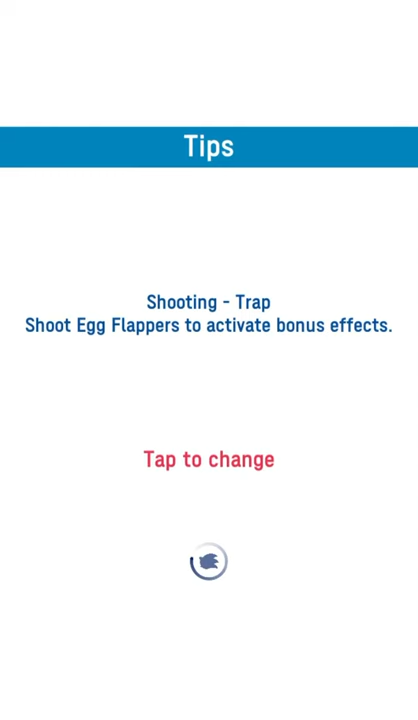 Tips
Shooting - Trap
Shoot Egg Flappers to activate bonus effects.
Tap to change